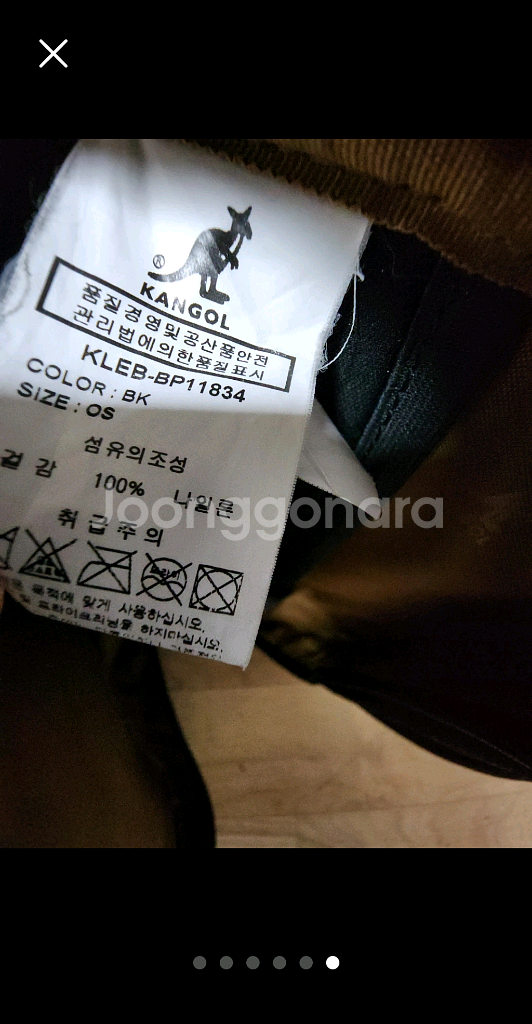 ®
KANGOL
품질경영및공산품안전
관리법에의한품질표시
KLEB-BP11834
COLOR : BK
SIZE : OS
섬유의조성
겉감 100% 나일론
Joonggonara
취급주의
목적에 맞게 사용하십시오.
및 드라이크리닝을 하지마십시오.